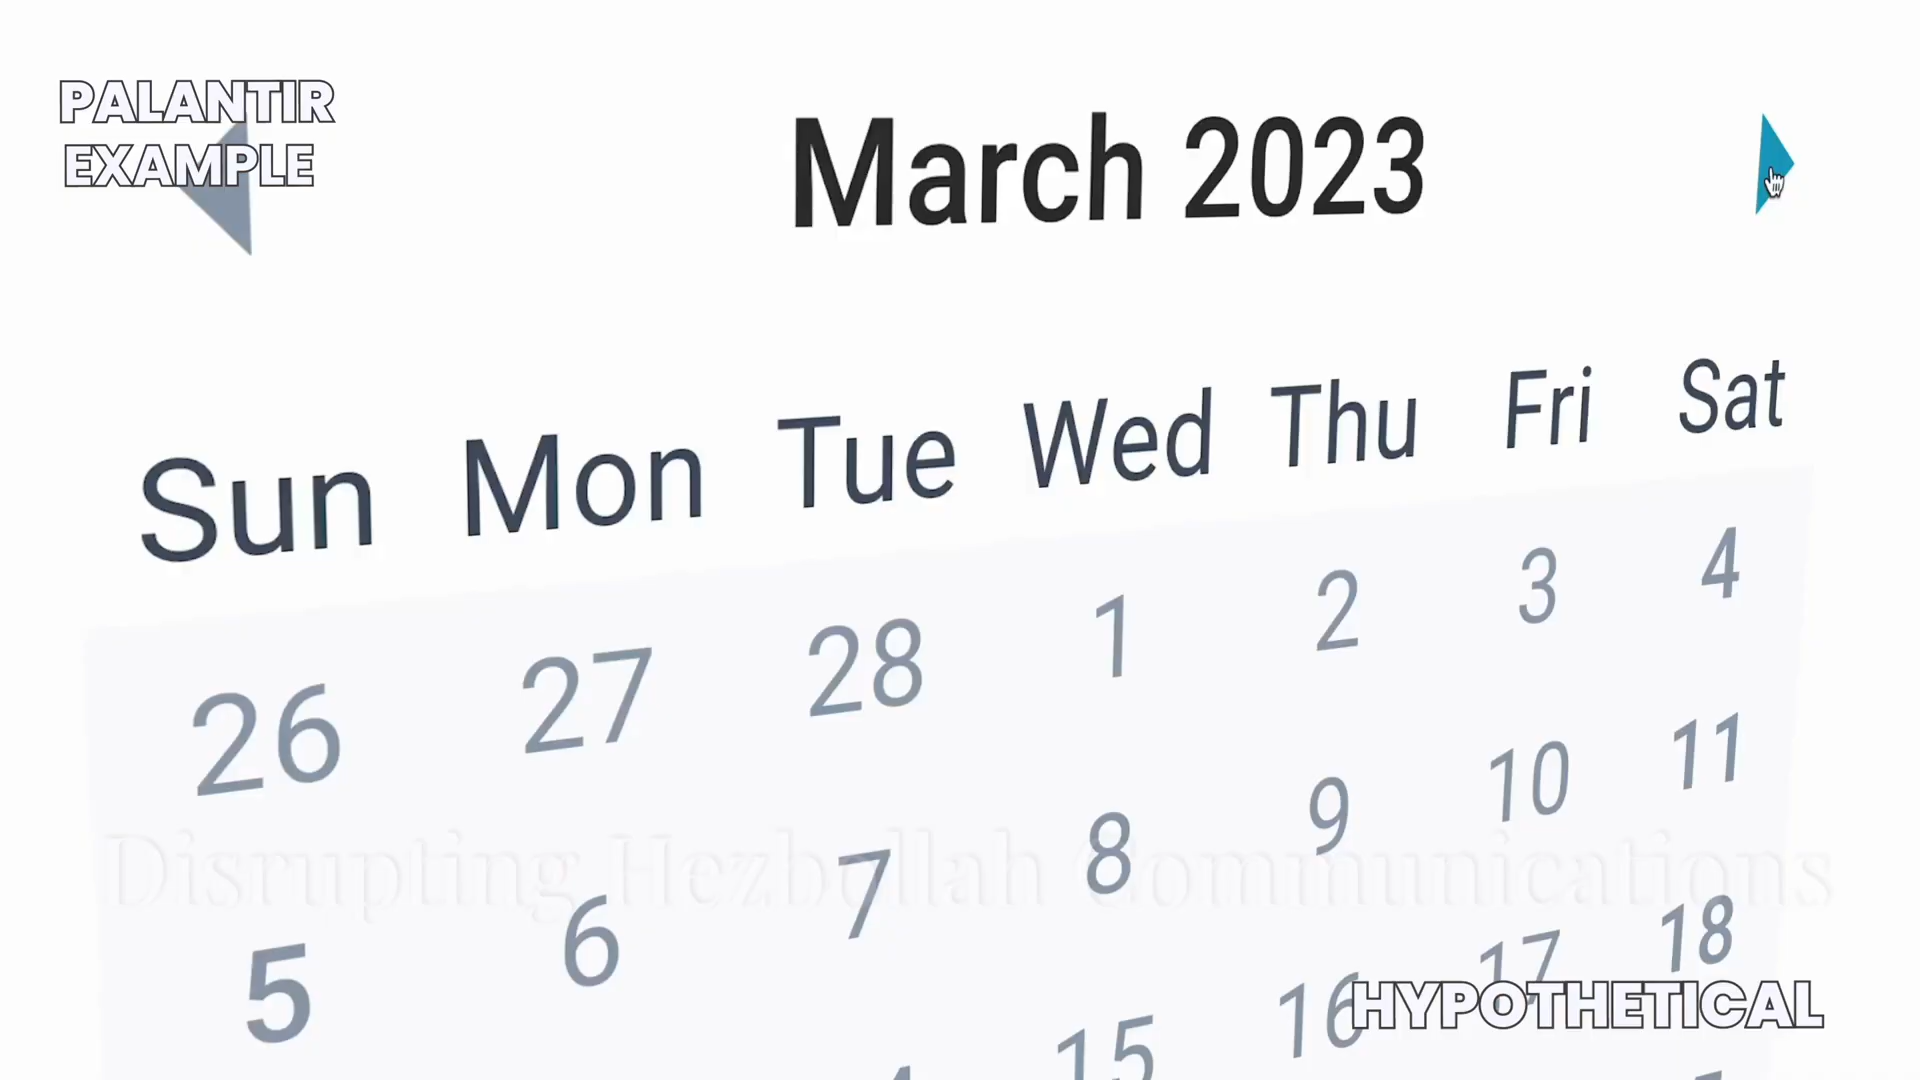 PALANTIR
EXAMPLE
March 2023
Sun Mon Tue Wed Thu Fri Sat
26 27 28 1 2 3 4
5 6 7 8 9 10 11
15 16 17 18
Disrupting Hezbollah Communications
HYPOTHETICAL